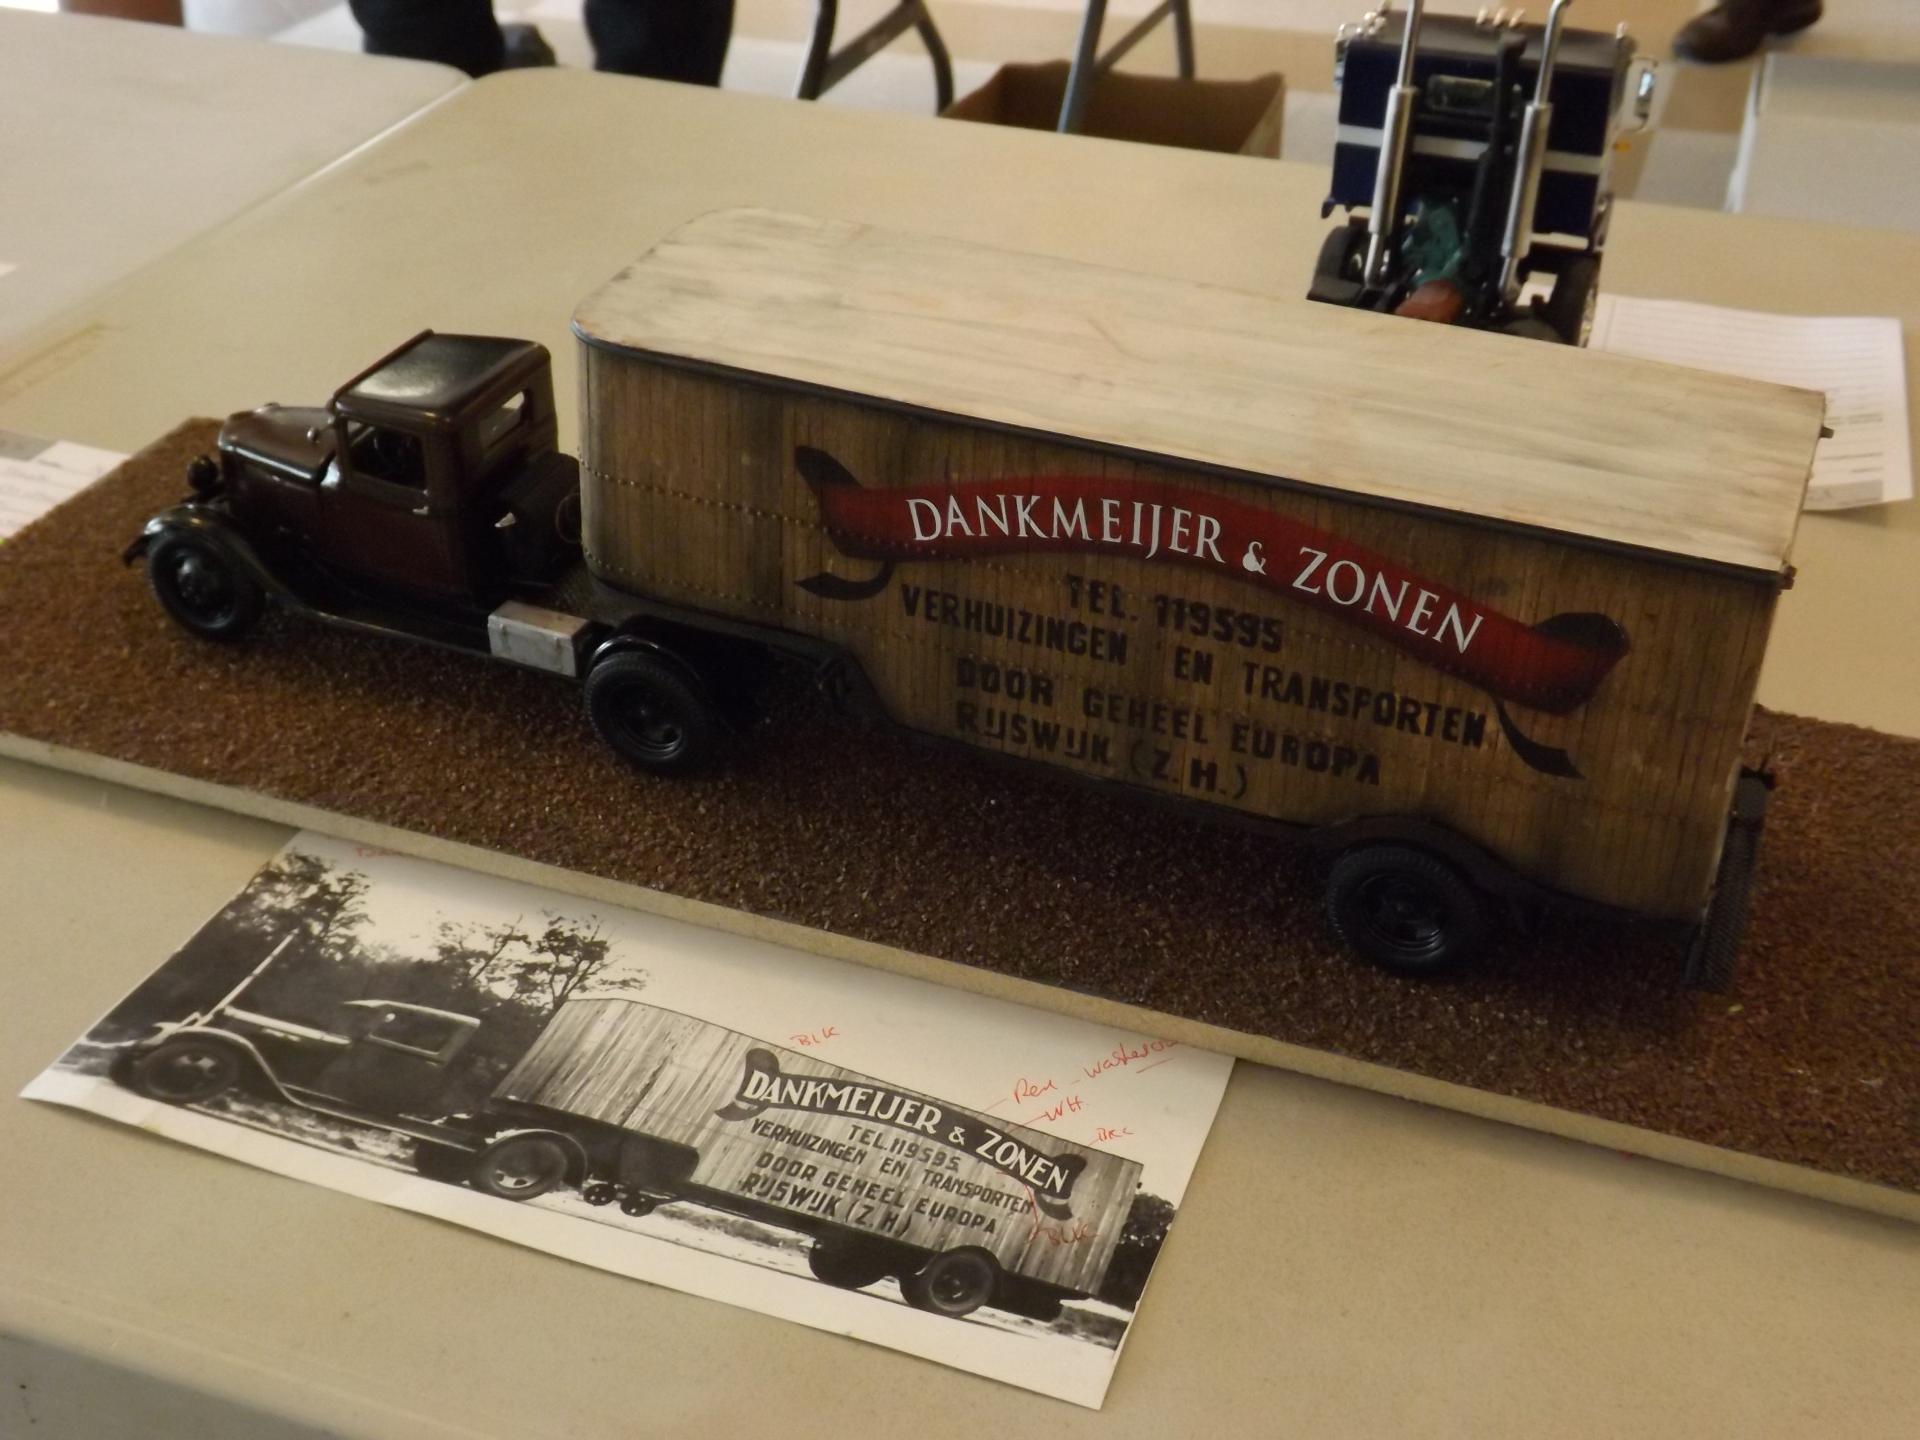 DANKMEIJER & ZONEN
TEL. 119595
VERHUIZINGEN EN TRANSPORTEN
DOOR GEHEEL EUROPA
RIJSWIJK (Z.H.)
BLK
Red - washed
WH.
BLK
DANKMEIJER & ZONEN
TEL. 119595
VERHUIZINGEN EN TRANSPORTEN
DOOR GEHEEL EUROPA
RIJSWIJK (Z.H.)
BLK